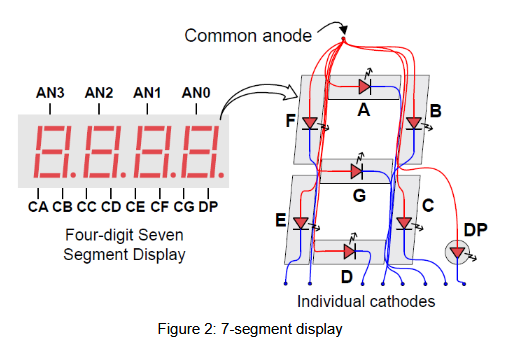 Common anode
AN3 AN2 AN1 AN0
CA CB CC CD CE CF CG DP
Four-digit Seven
Segment Display
A
F
B
G
E
C
D
DP
Individual cathodes
Figure 2: 7-segment display